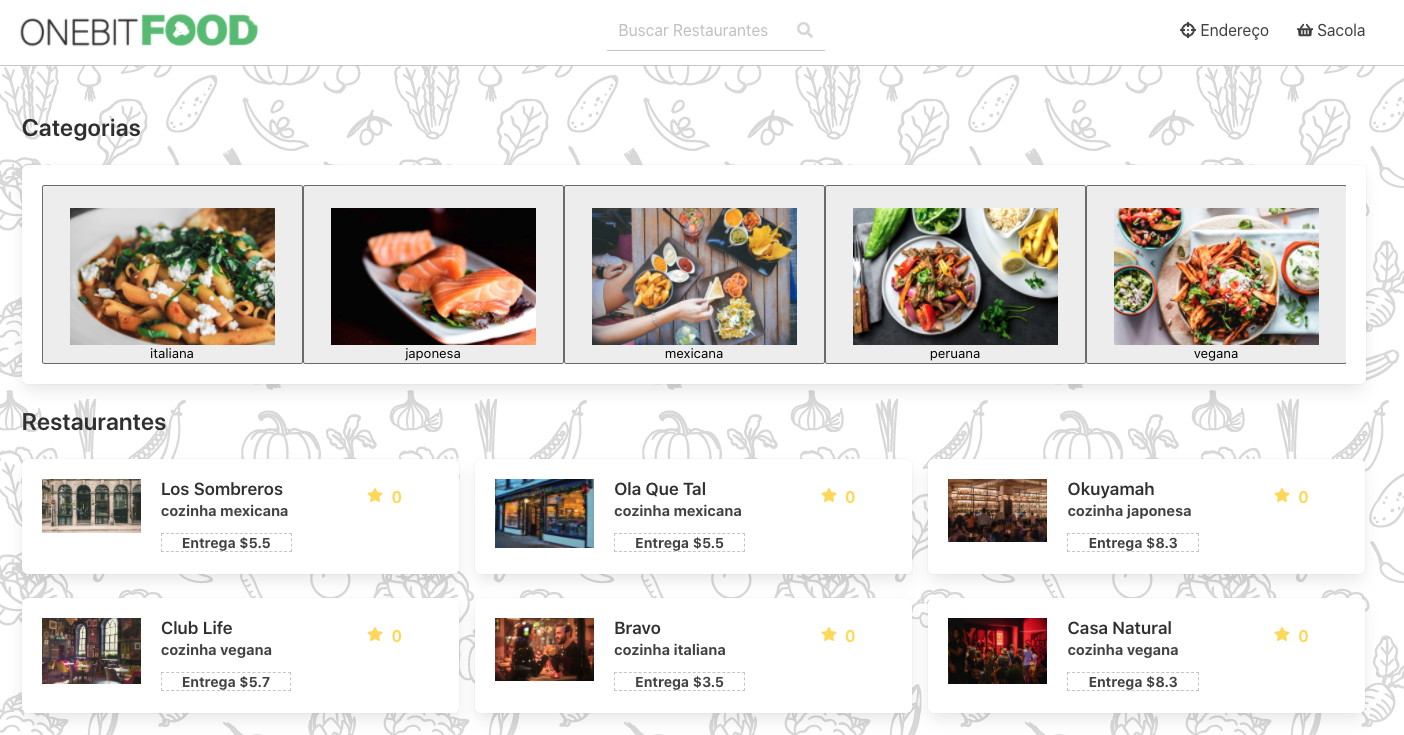 ONEBITFOOD
Buscar Restaurantes
Endereço
Sacola
Categorias
italiana
japonesa
mexicana
peruana
vegana
Restaurantes
Los Sombreros
cozinha mexicana
Entrega $5.5
0
Ola Que Tal
cozinha mexicana
Entrega $5.5
0
Okuyamah
cozinha japonesa
Entrega $8.3
0
Club Life
cozinha vegana
Entrega $5.7
0
Bravo
cozinha italiana
Entrega $3.5
0
Casa Natural
cozinha vegana
Entrega $8.3
0